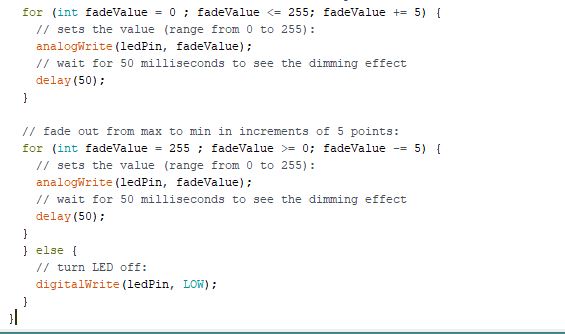 for (int fadeValue = 0 ; fadeValue <= 255; fadeValue += 5) {
// sets the value (range from 0 to 255):
analogWrite(ledPin, fadeValue);
// wait for 50 milliseconds to see the dimming effect
delay(50);
}
// fade out from max to min in increments of 5 points:
for (int fadeValue = 255 ; fadeValue >= 0; fadeValue -= 5) {
// sets the value (range from 0 to 255):
analogWrite(ledPin, fadeValue);
// wait for 50 milliseconds to see the dimming effect
delay(50);
}
} else {
// turn LED off:
digitalWrite(ledPin, LOW);
}
}